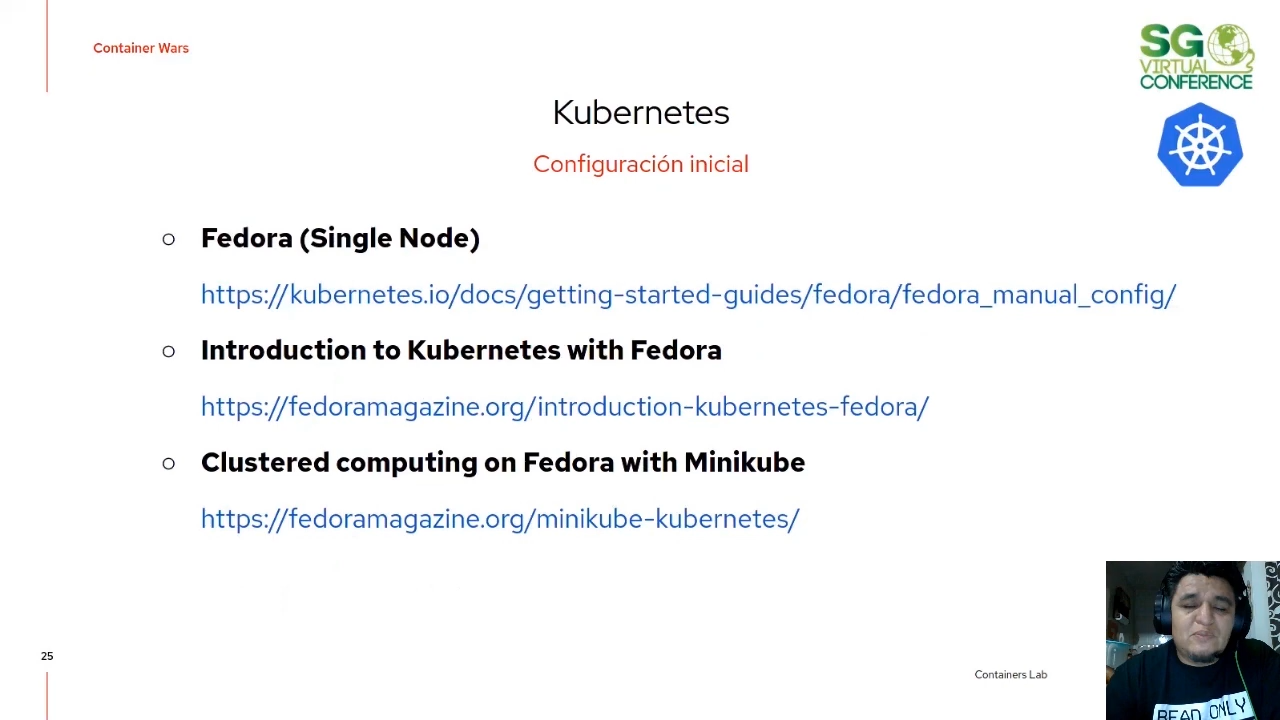 Container Wars
SG
VIRTUAL
CONFERENCE
Kubernetes
Configuración inicial
○ Fedora (Single Node)
https://kubernetes.io/docs/getting-started-guides/fedora/fedora_manual_config/
○ Introduction to Kubernetes with Fedora
https://fedoramagazine.org/introduction-kubernetes-fedora/
○ Clustered computing on Fedora with Minikube
https://fedoramagazine.org/minikube-kubernetes/
25
Containers Lab
READ ONLY